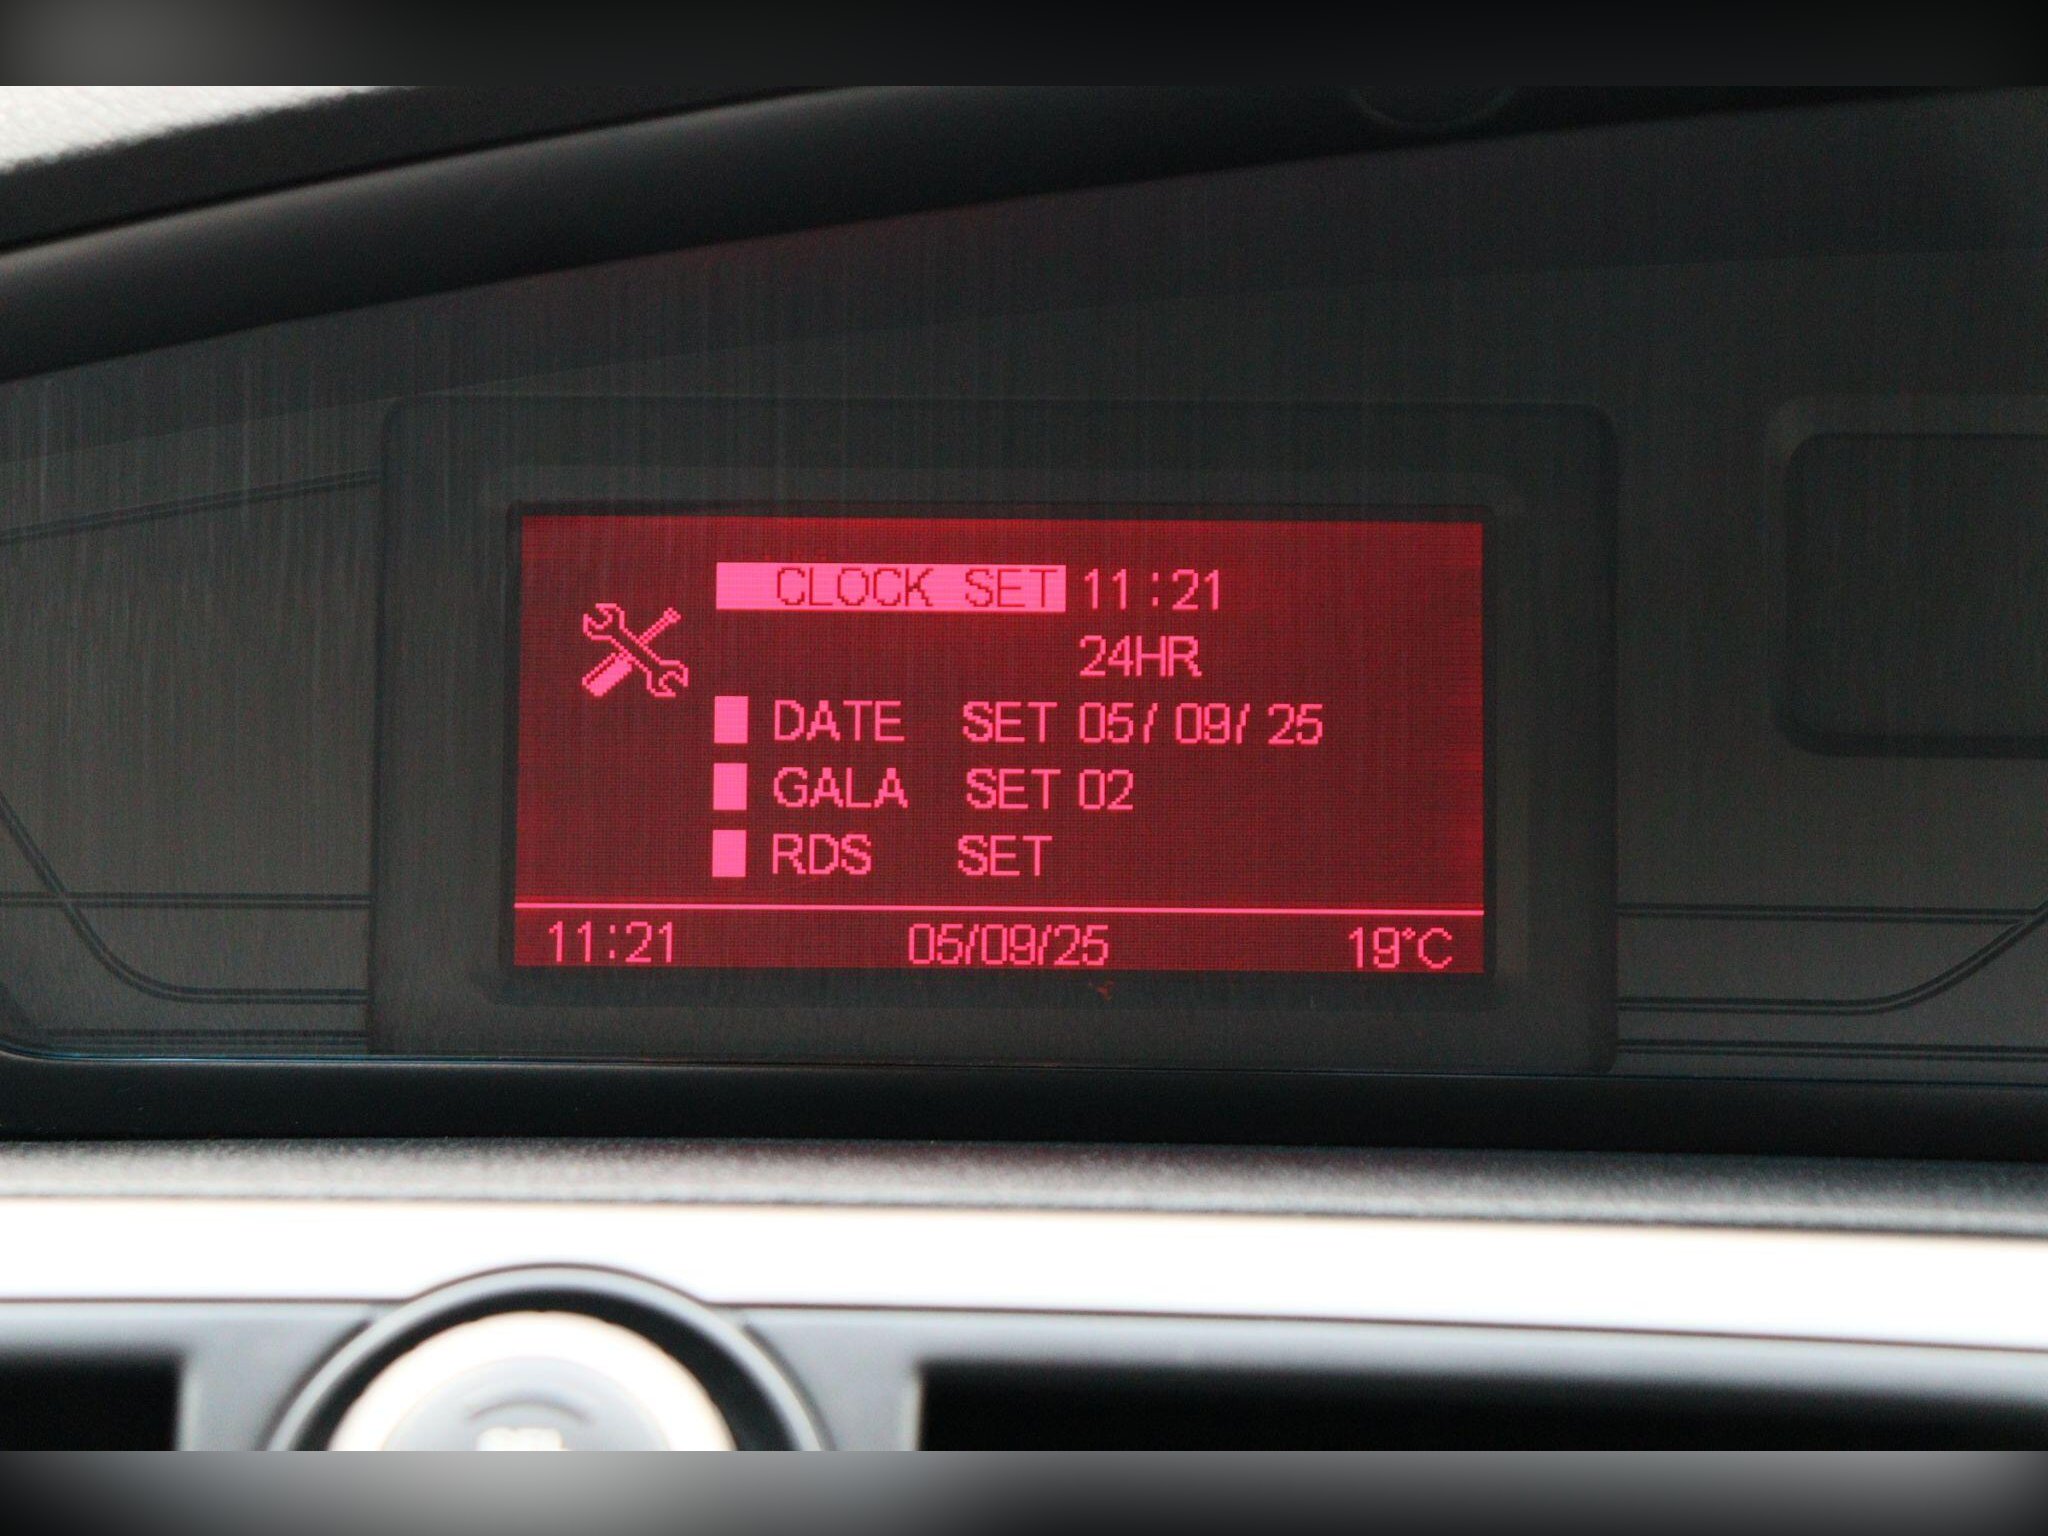 CLOCK SET 11:21
24HR
DATE SET 05/ 09/ 25
GALA SET 02
RDS SET
11:21 05/09/25 19°C